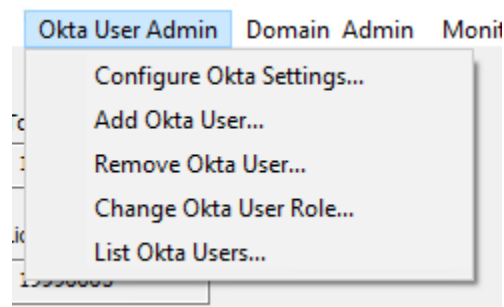 Okta User Admin Domain Admin Monit
Configure Okta Settings...
Add Okta User...
Remove Okta User...
Change Okta User Role...
List Okta Users...